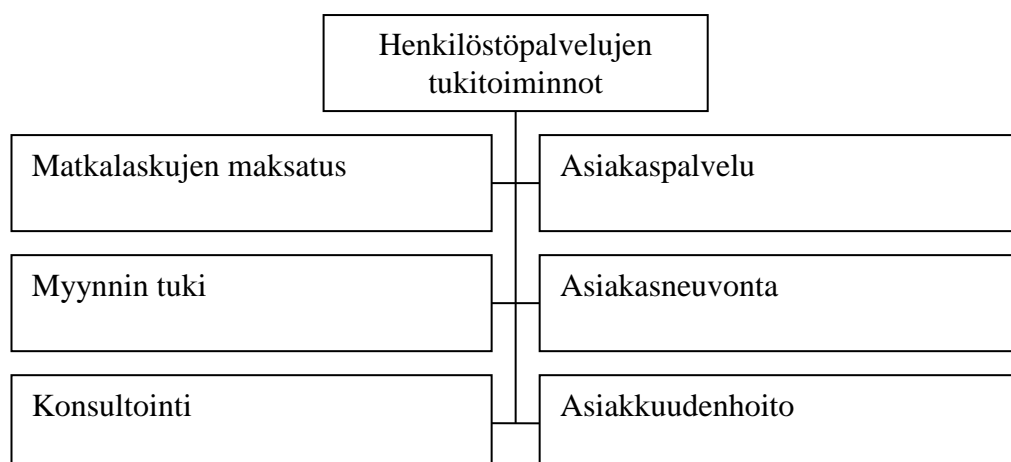 Henkilöstöpalvelujen
tukitoiminnot
Matkalaskujen maksatus
Asiakaspalvelu
Myynnin tuki
Asiakasneuvonta
Konsultointi
Asiakkuudenhoito